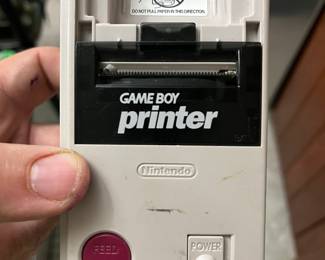 DO NOT PULL PAPER IN THIS DIRECTION.
GAME BOY
printer
Nintendo
FEED
POWER